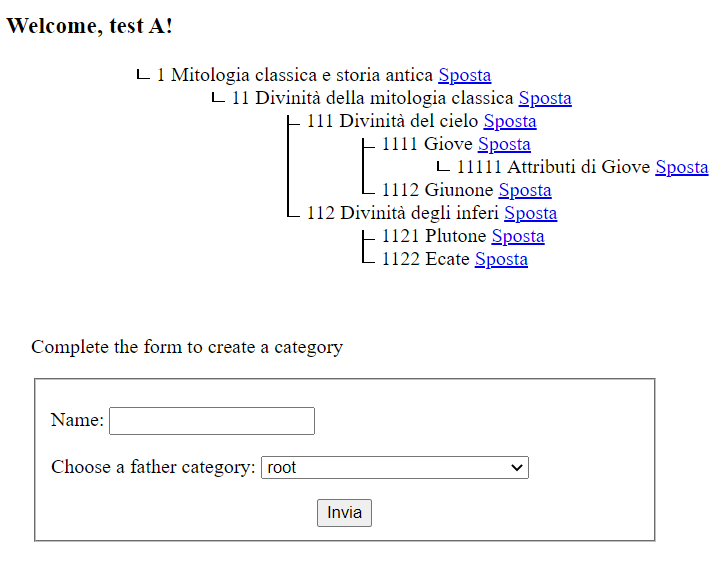 Welcome, test A!
1 Mitologia classica e storia antica Sposta
11 Divinità della mitologia classica Sposta
111 Divinità del cielo Sposta
1111 Giove Sposta
11111 Attributi di Giove Sposta
1112 Giunone Sposta
112 Divinità degli inferi Sposta
1121 Plutone Sposta
1122 Ecate Sposta
Complete the form to create a category
Name:
Choose a father category: root
Invia